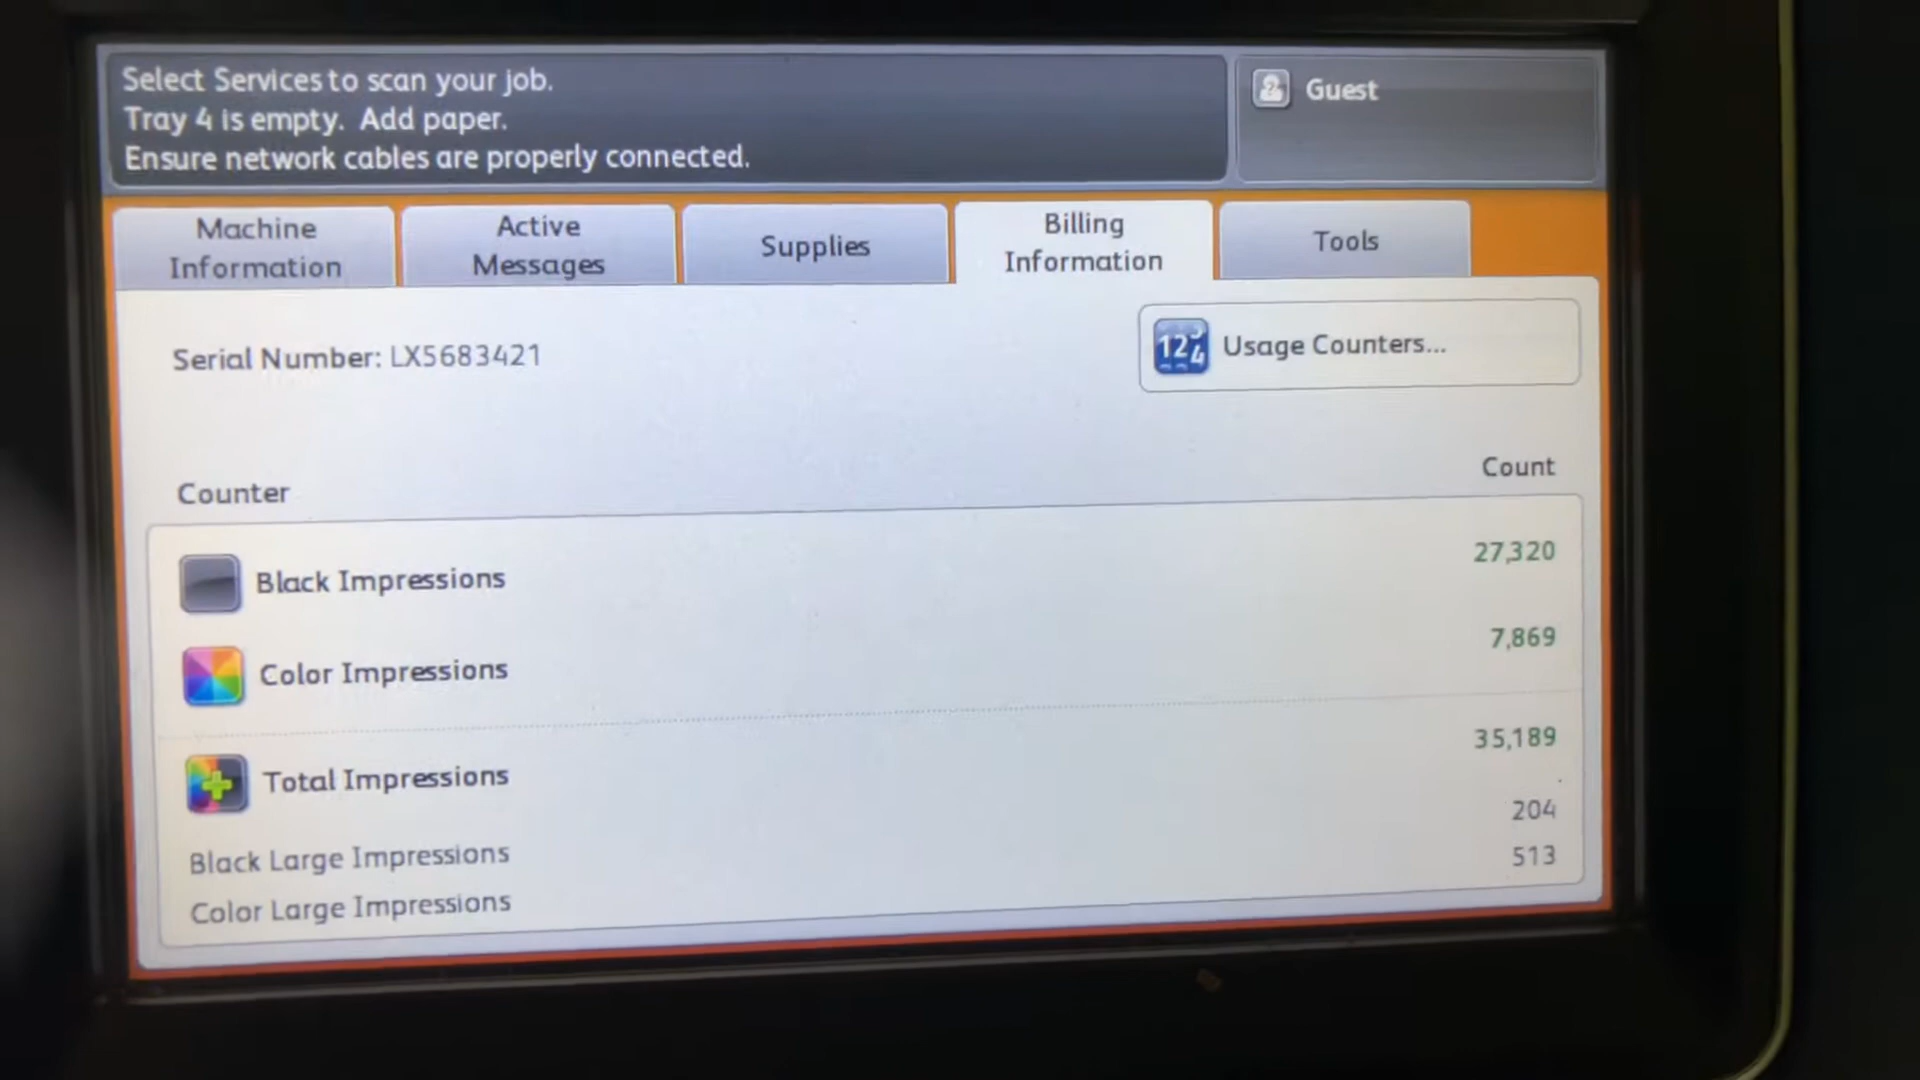 Select Services to scan your job.
Tray 4 is empty. Add paper.
Ensure network cables are properly connected.
Guest
Machine
Information
Active
Messages
Supplies
Billing
Information
Tools
Serial Number: LX5683421
Usage Counters...
Counter
Count
Black Impressions
27,320
Color Impressions
7,869
Total Impressions
35,189
Black Large Impressions
204
Color Large Impressions
513